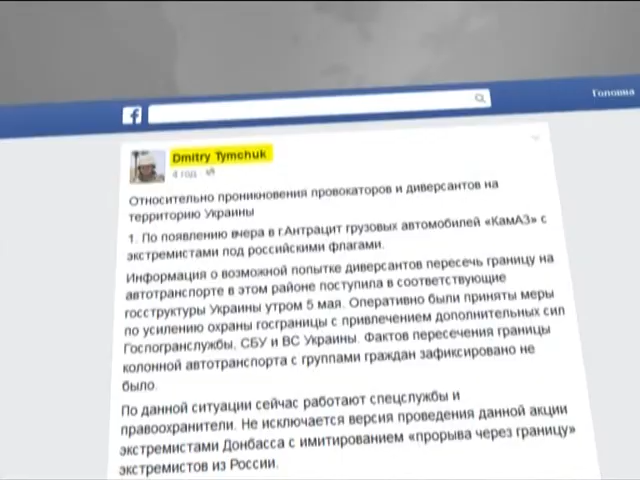 f
Головна
Dmitry Tymchuk
4 год.
Относительно проникновения провокаторов и диверсантов на
территорию Украины
1. По появлению вчера в г.Антрацит грузовых автомобилей «КамАЗ» с
экстремистами под российскими флагами.
Информация о возможной попытке диверсантов пересечь границу на
автотранспорте в этом районе поступила в соответствующие
госструктуры Украины утром 5 мая. Оперативно были приняты меры
по усилению охраны госграницы с привлечением дополнительных сил
Госпогранслужбы, СБУ и ВС Украины. Фактов пересечения границы
колонной автотранспорта с группами граждан зафиксировано не
было.
По данной ситуации сейчас работают спецслужбы и
правоохранители. Не исключается версия проведения данной акции
экстремистами Донбасса с имитированием «прорыва через границу»
экстремистов из России.